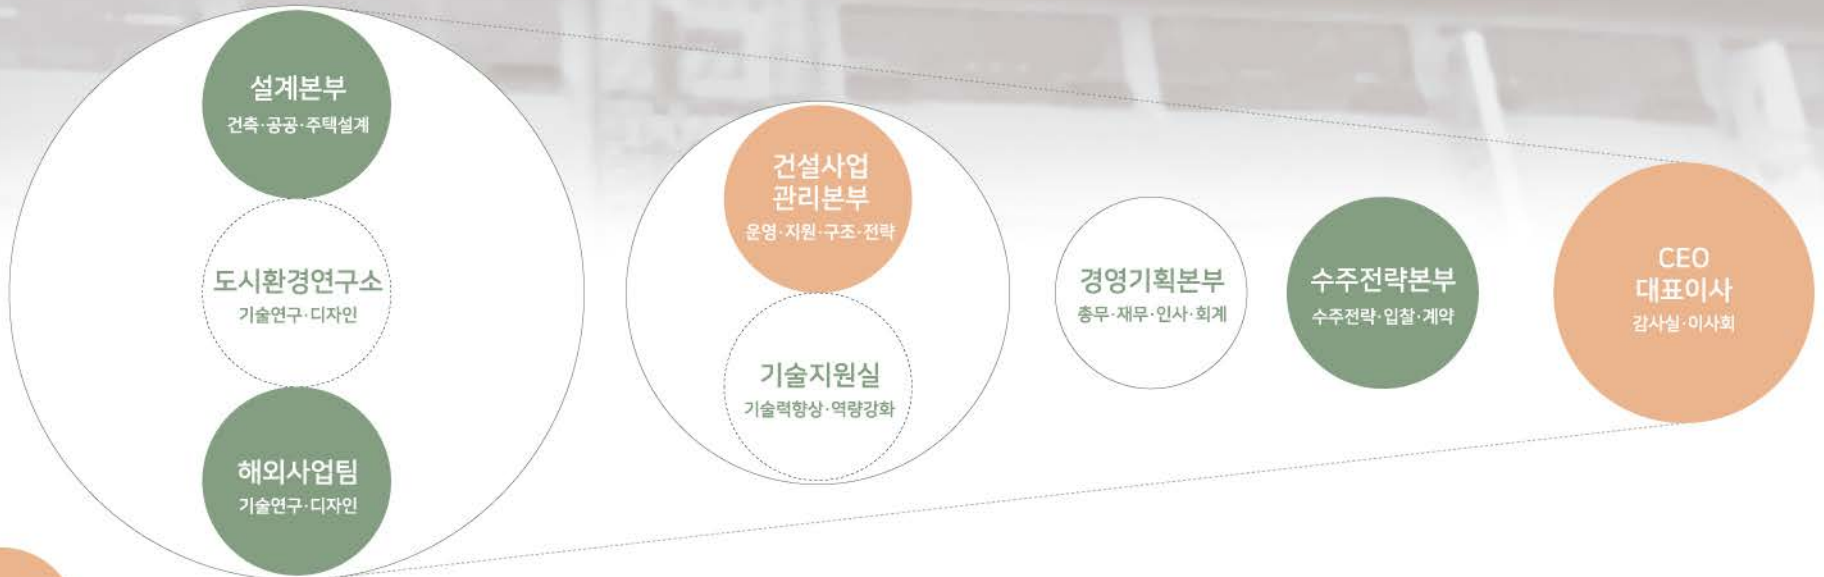 설계본부
건축·공공·주택설계
도시환경연구소
기술연구·디자인
해외사업팀
기술연구·디자인
건설사업
관리본부
운영·지원·구조·전략
기술지원실
기술력향상·역량강화
경영기획본부
총무·재무·인사·회계
수주전략본부
수주전략·입찰·계약
CEO
대표이사
감사실·이사회